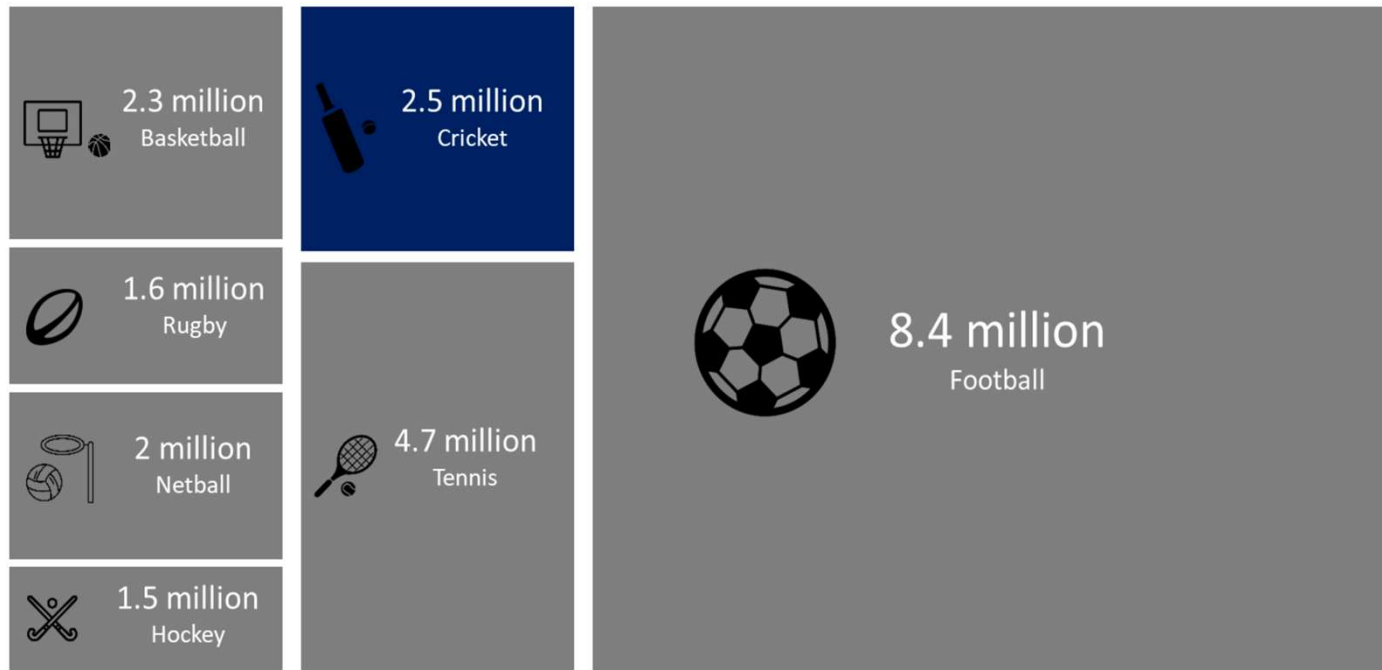 2.3 million
Basketball
1.6 million
Rugby
2 million
Netball
1.5 million
Hockey
2.5 million
Cricket
4.7 million
Tennis
8.4 million
Football